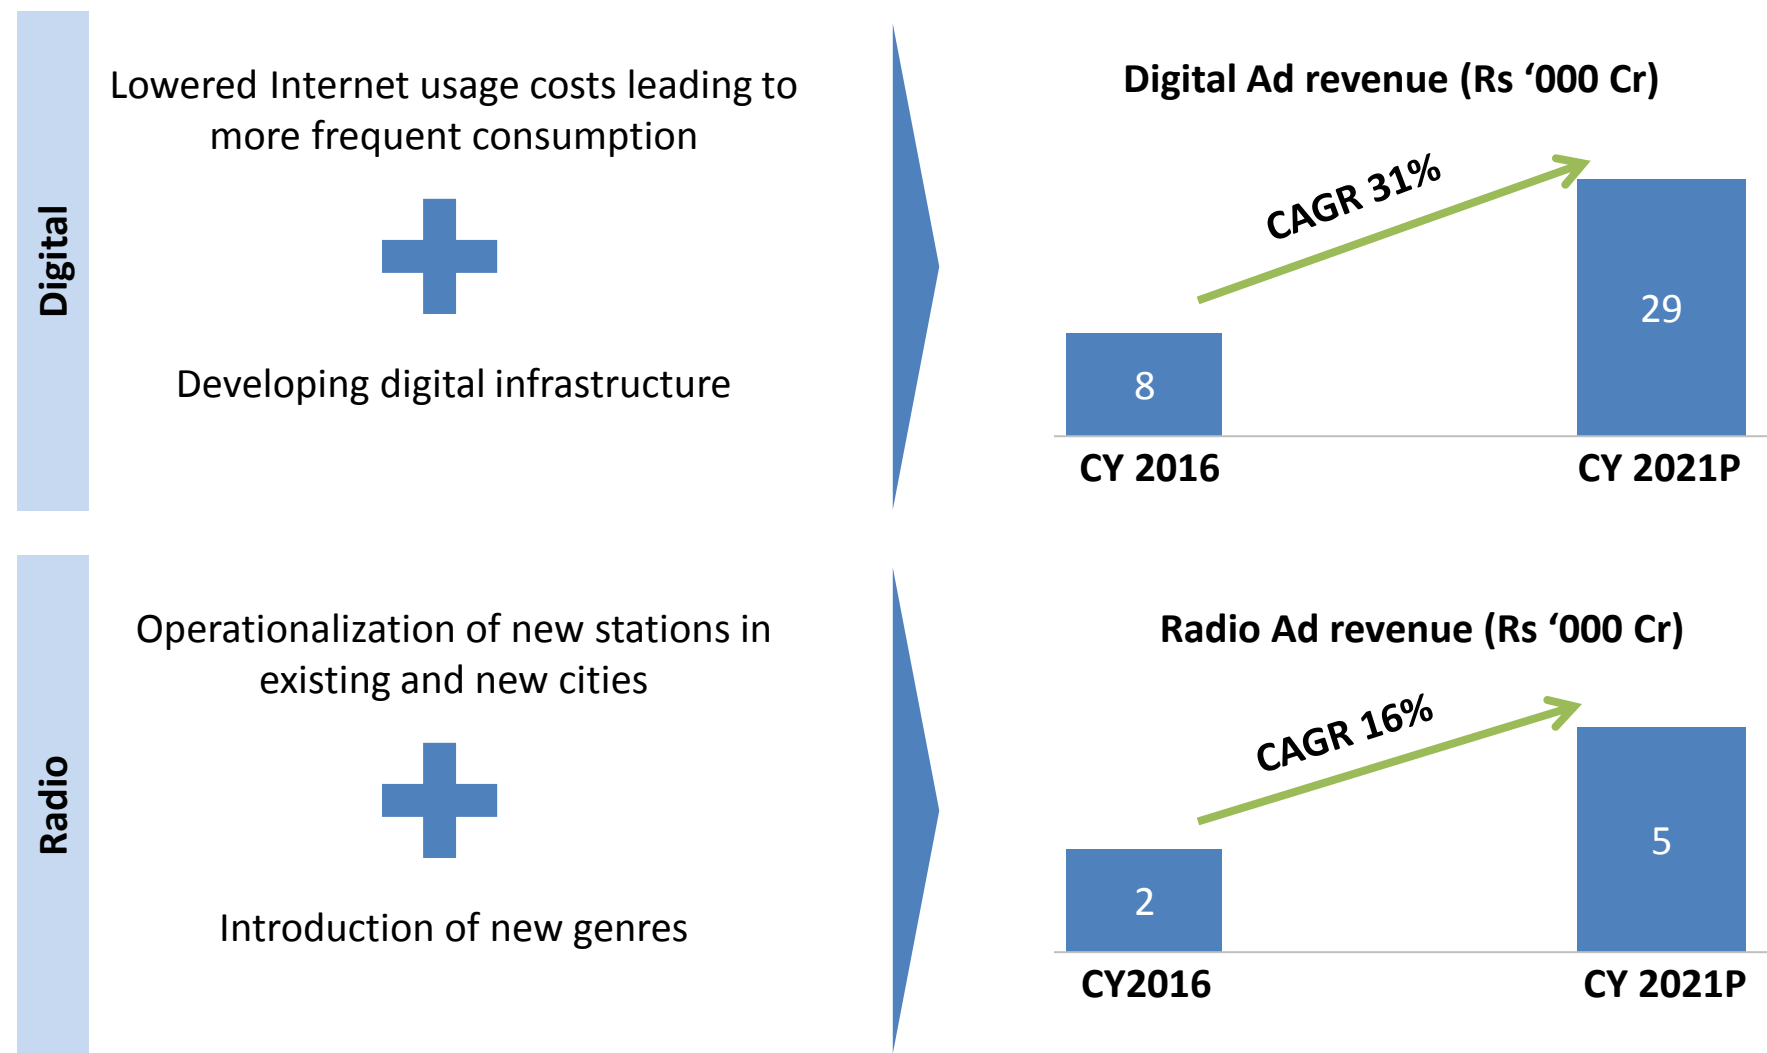 Digital
Lowered Internet usage costs leading to
more frequent consumption
Developing digital infrastructure
Digital Ad revenue (Rs ‘000 Cr)
CAGR 31%
8
29
CY 2016
CY 2021P
Radio
Operationalization of new stations in
existing and new cities
Introduction of new genres
Radio Ad revenue (Rs ‘000 Cr)
CAGR 16%
2
5
CY2016
CY 2021P